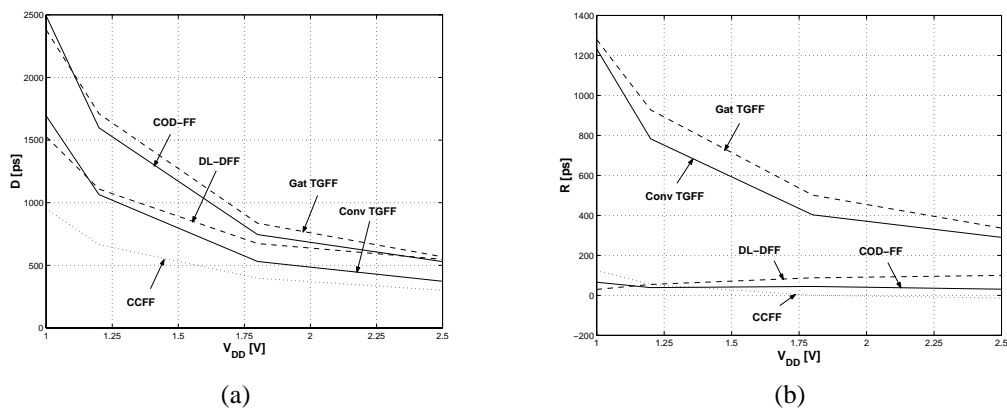 2500
2000
1500
1000
500
0
D [ps]
COD–FF
DL–DFF
Gat TGFF
Conv TGFF
CCFF
1 1.25 1.5 1.75 2 2.25 2.5
V_DD [V]
(a)
1400
1200
1000
800
600
400
200
0
−200
R [ps]
Gat TGFF
Conv TGFF
DL–DFF
COD–FF
CCFF
1 1.25 1.5 1.75 2 2.25 2.5
V_DD [V]
(b)